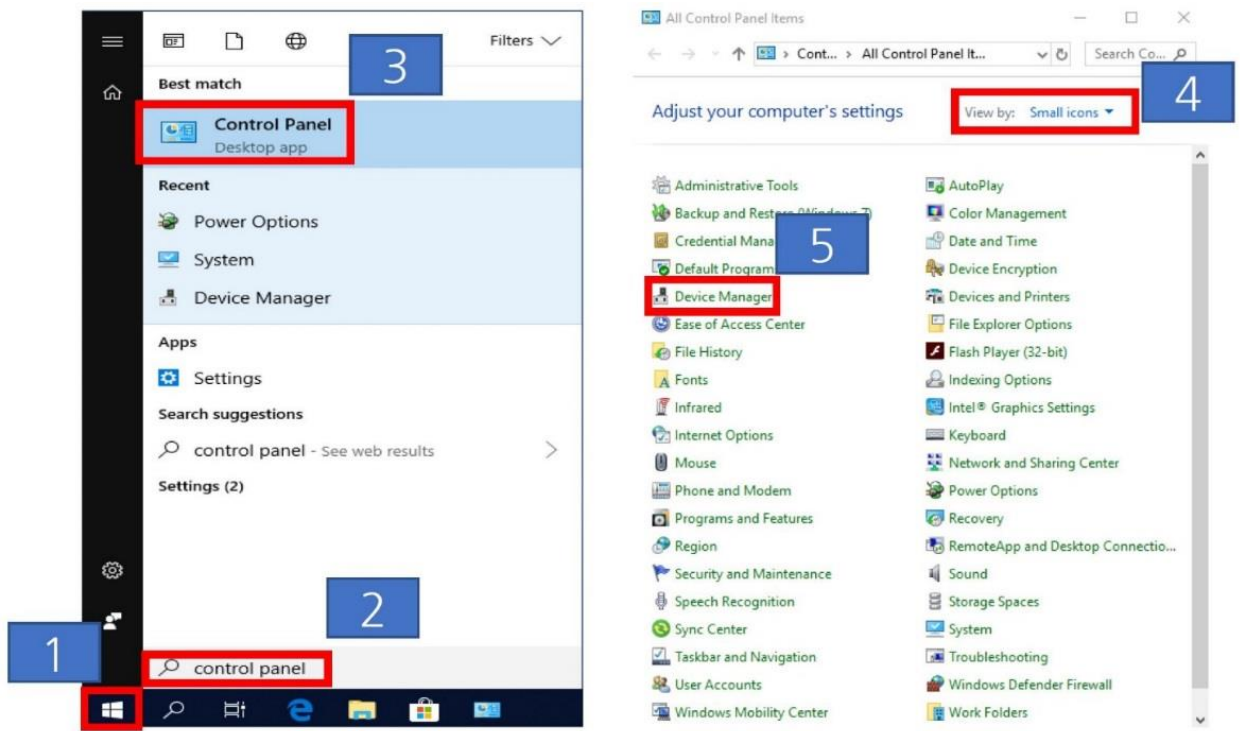 3
Filters
Best match
Control Panel
Desktop app
Recent
Power Options
System
Device Manager
Apps
Settings
Search suggestions
control panel - See web results
Settings (2)
2
1
control panel
All Control Panel Items
Cont... > All Control Panel It...
Search Co...
4
Adjust your computer's settings
View by: Small icons
Administrative Tools
AutoPlay
Backup and Restore (Windows 7)
Color Management
5
Credential Mana
Date and Time
Default Program
Device Encryption
Device Manager
Devices and Printers
Ease of Access Center
File Explorer Options
File History
Flash Player (32-bit)
Fonts
Indexing Options
Infrared
Intel® Graphics Settings
Internet Options
Keyboard
Mouse
Network and Sharing Center
Phone and Modem
Power Options
Programs and Features
Recovery
Region
RemoteApp and Desktop Connectio...
Security and Maintenance
Sound
Speech Recognition
Storage Spaces
Sync Center
System
Taskbar and Navigation
Troubleshooting
User Accounts
Windows Defender Firewall
Windows Mobility Center
Work Folders